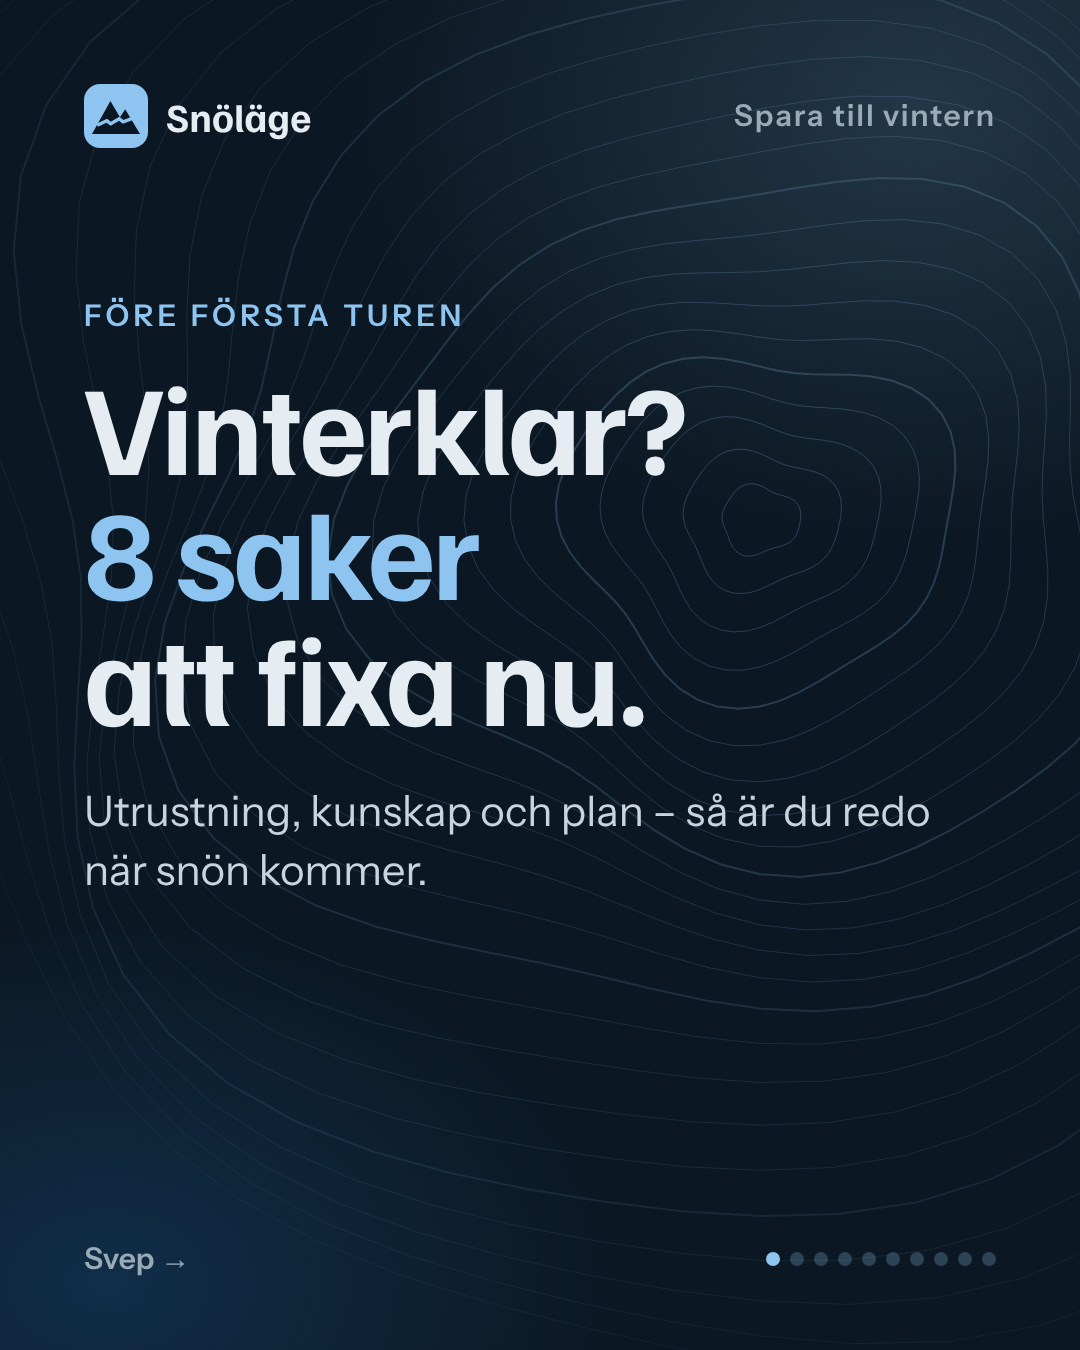 Snöläge
Spara till vintern
FÖRE FÖRSTA TUREN
Vinterklar?
8 saker
att fixa nu.
Utrustning, kunskap och plan – så är du redo
när snön kommer.
Svep →